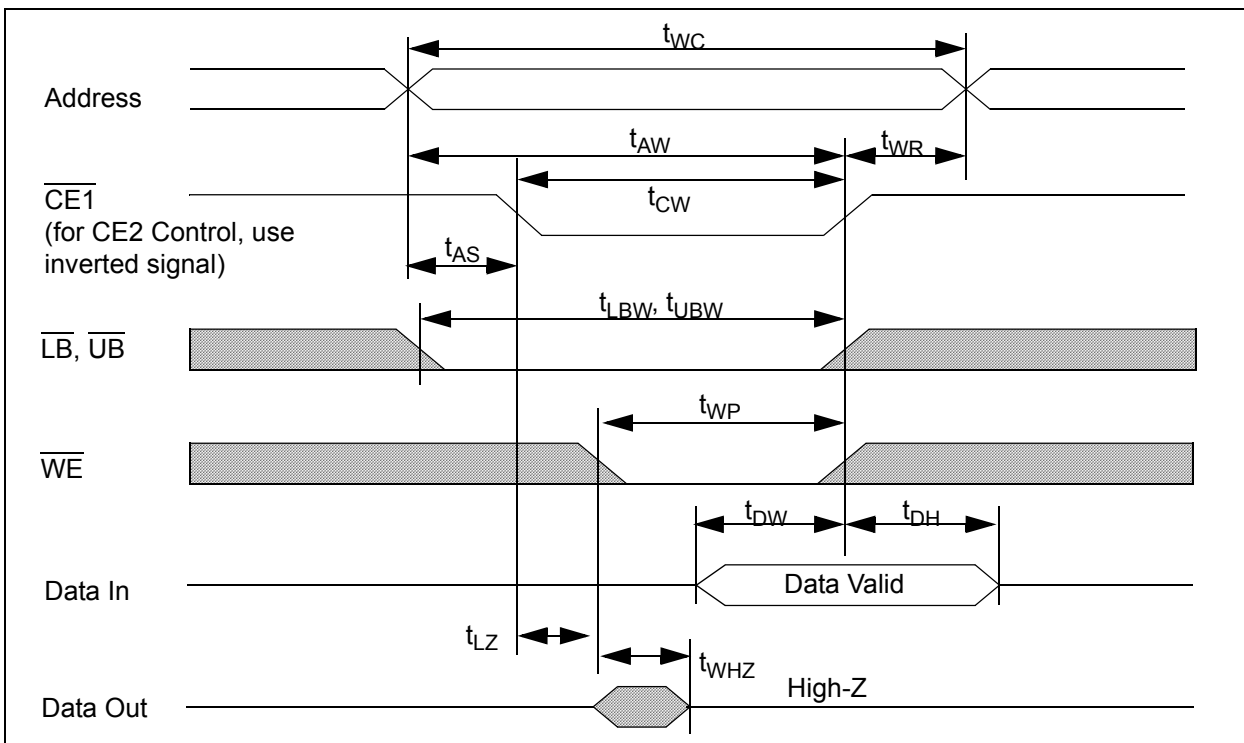 tWC
Address
tAW
tWR
CE1
(for CE2 Control, use
inverted signal)
tCW
tAS
tLBW, tUBW
LB, UB
tWP
WE
tDW
tDH
Data In
Data Valid
tLZ
tWHZ
High-Z
Data Out